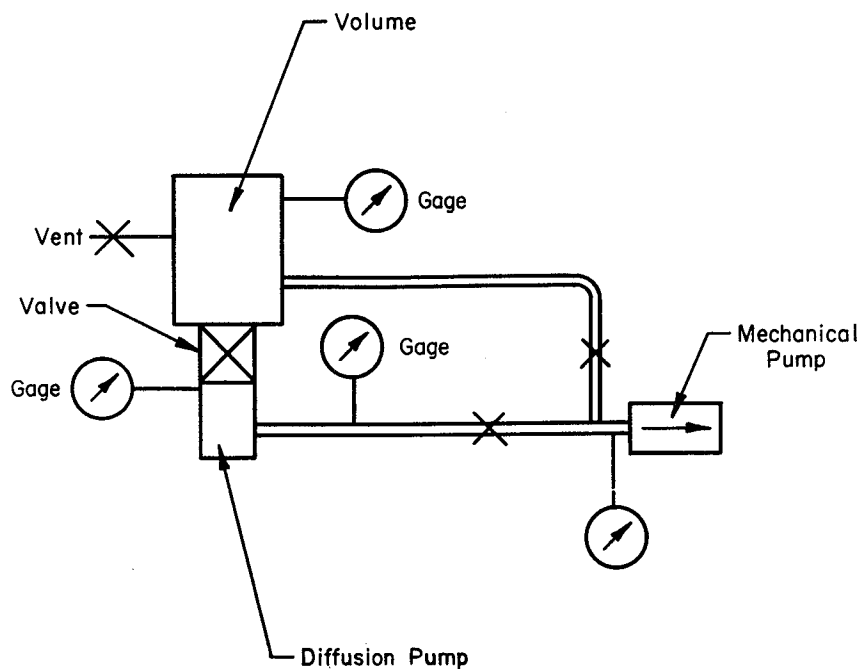 Volume
Gage
Vent
Valve
Gage
Mechanical
Pump
Gage
Diffusion Pump